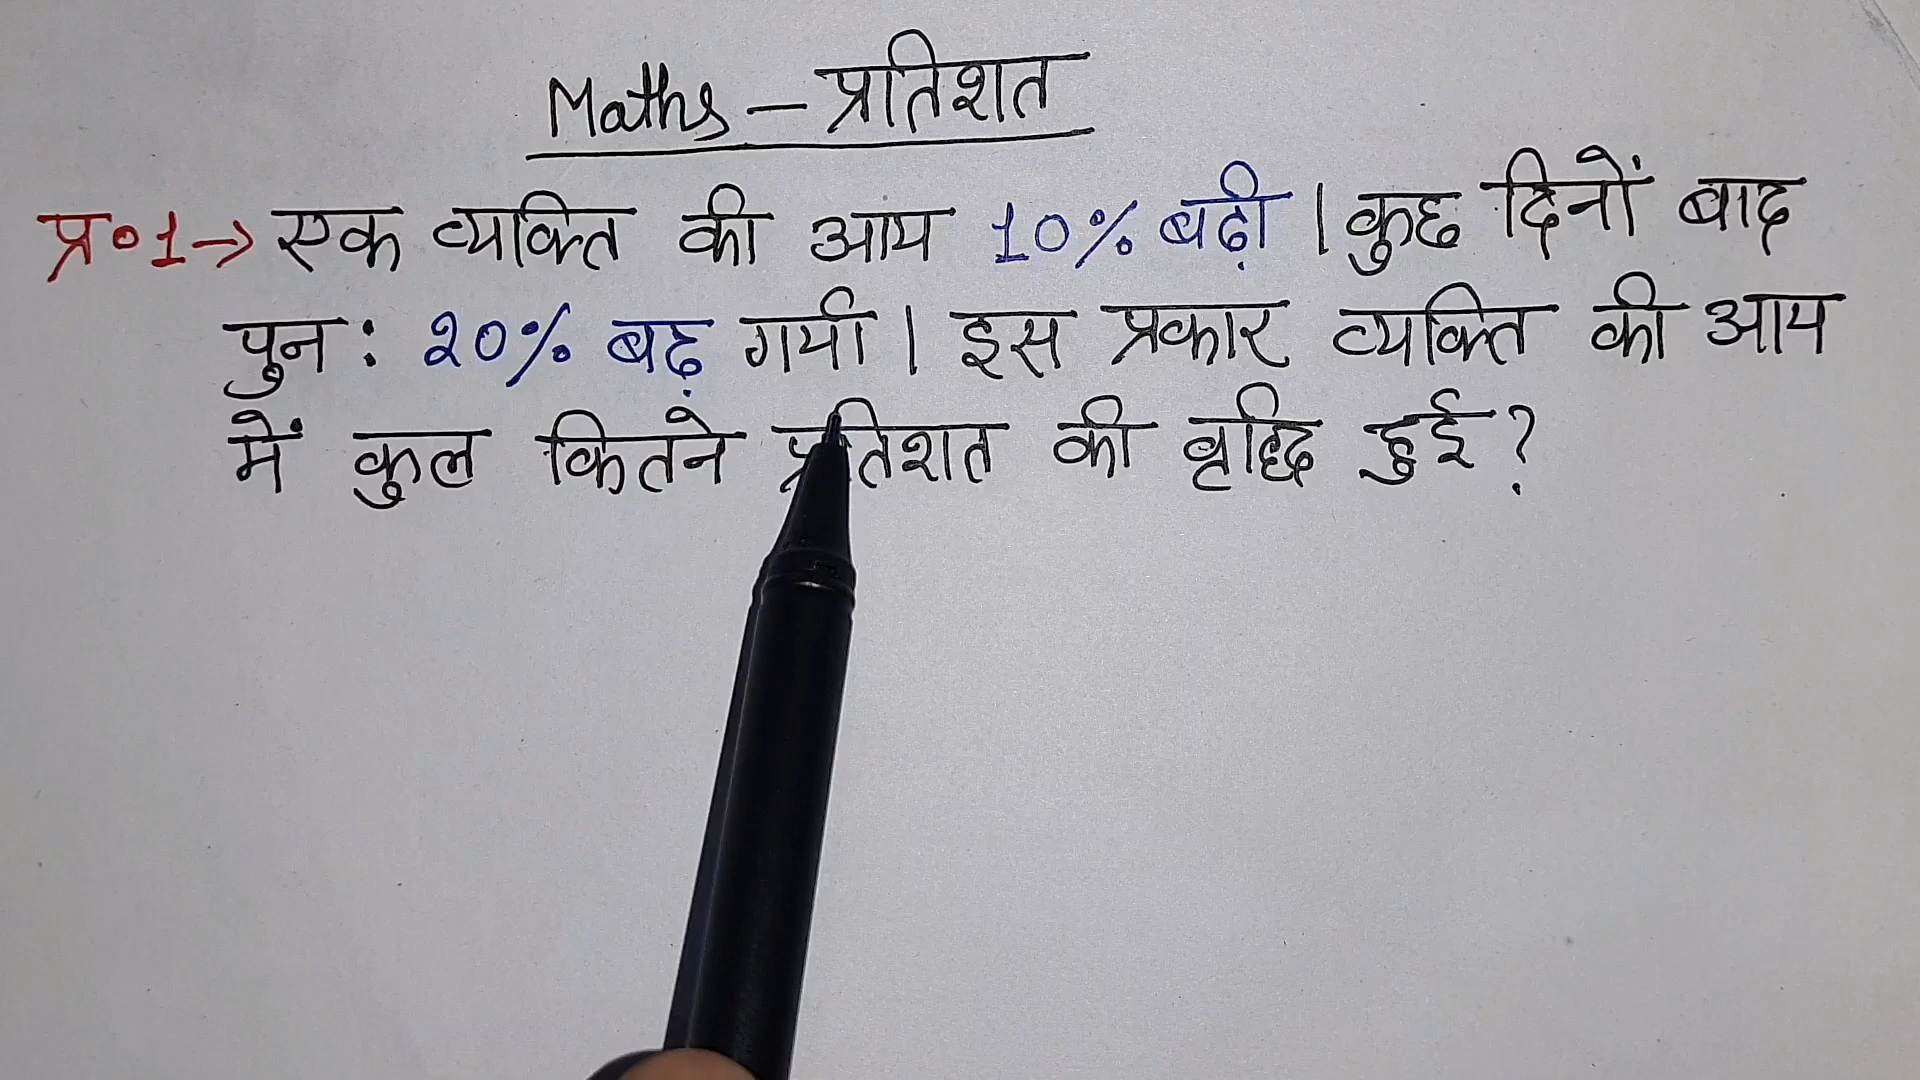 Maths – प्रतिशत
प्र०1→ एक व्यक्ति की आय 10% बढ़ी । कुछ दिनों बाद
पुन: 20% बढ़ गयी । इस प्रकार व्यक्ति की आय
में कुल कितने प्रतिशत की वृद्धि हुई ?